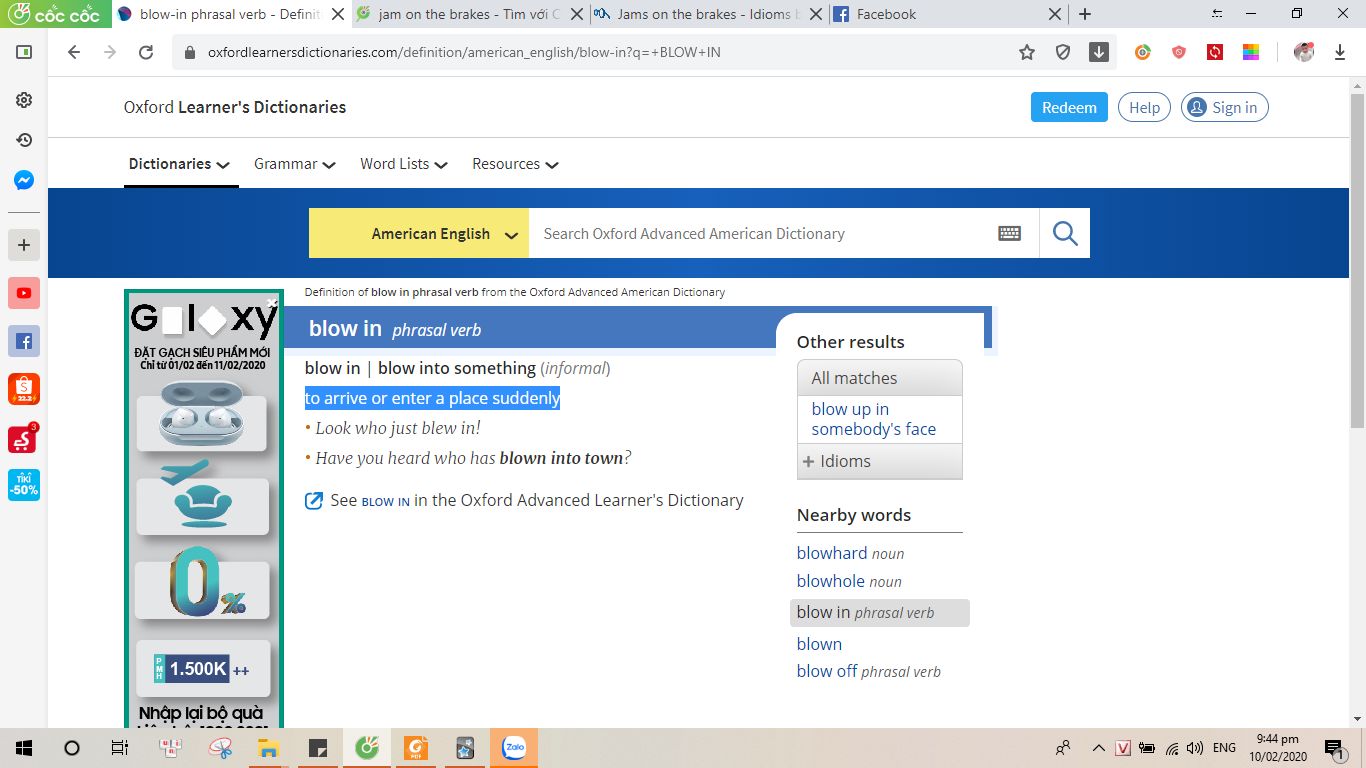 cốc cốc
blow-in phrasal verb - Definit
jam on the brakes - Tìm với C
Jams on the brakes - Idioms b
Facebook
oxfordlearnersdictionaries.com/definition/american_english/blow-in?q=+BLOW+IN
Oxford Learner's Dictionaries
Redeem
Help
Sign in
Dictionaries
Grammar
Word Lists
Resources
American English
Search Oxford Advanced American Dictionary
Definition of blow in phrasal verb from the Oxford Advanced American Dictionary
blow in phrasal verb
blow in | blow into something (informal)
to arrive or enter a place suddenly
• Look who just blew in!
• Have you heard who has blown into town?
See BLOW IN in the Oxford Advanced Learner's Dictionary
Other results
All matches
blow up in
somebody's face
+ Idioms
Nearby words
blowhard noun
blowhole noun
blow in phrasal verb
blown
blow off phrasal verb
ĐẶT GẠCH SIÊU PHẨM MỚI
Chỉ từ 01/02 đến 11/02/2020
0%
PMH 1.500K ++
Nhập lại bộ quà
22.2
3
TIKI
-50%
Zalo
V
ENG
9:44 pm
10/02/2020
1